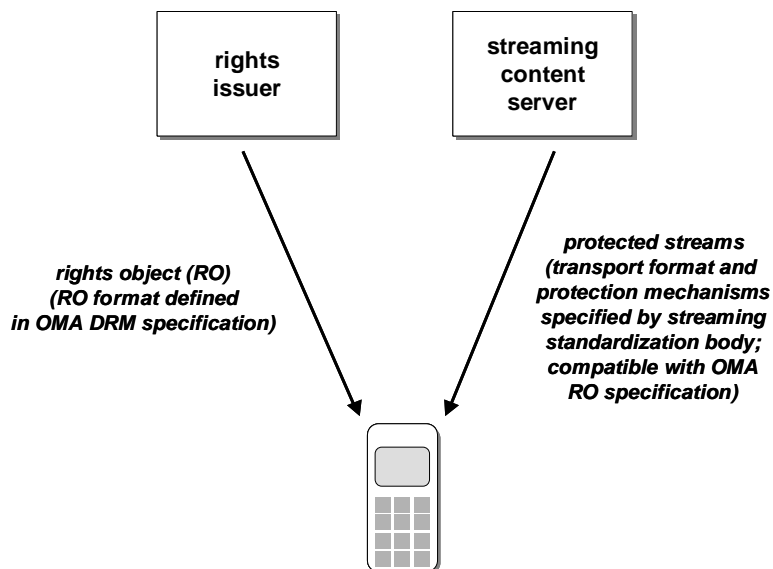 rights
issuer
streaming
content
server
rights object (RO)
(RO format defined
in OMA DRM specification)
protected streams
(transport format and
protection mechanisms
specified by streaming
standardization body;
compatible with OMA
RO specification)